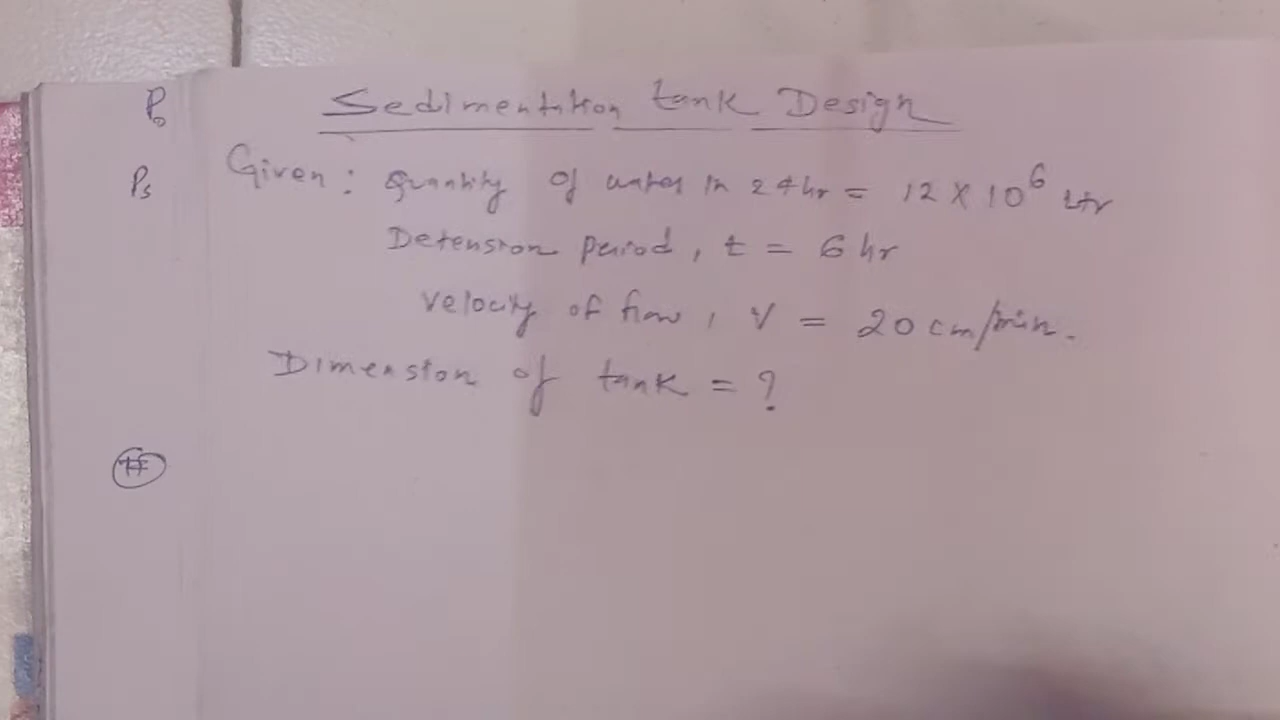 P
Sedimentation tank Design
Ps
Given: Quantity of water in 24hr = 12 X 10^6 Ltr
Detension period, t = 6 hr
velocity of flow, V = 20 cm/min.
Dimension of tank = ?
#